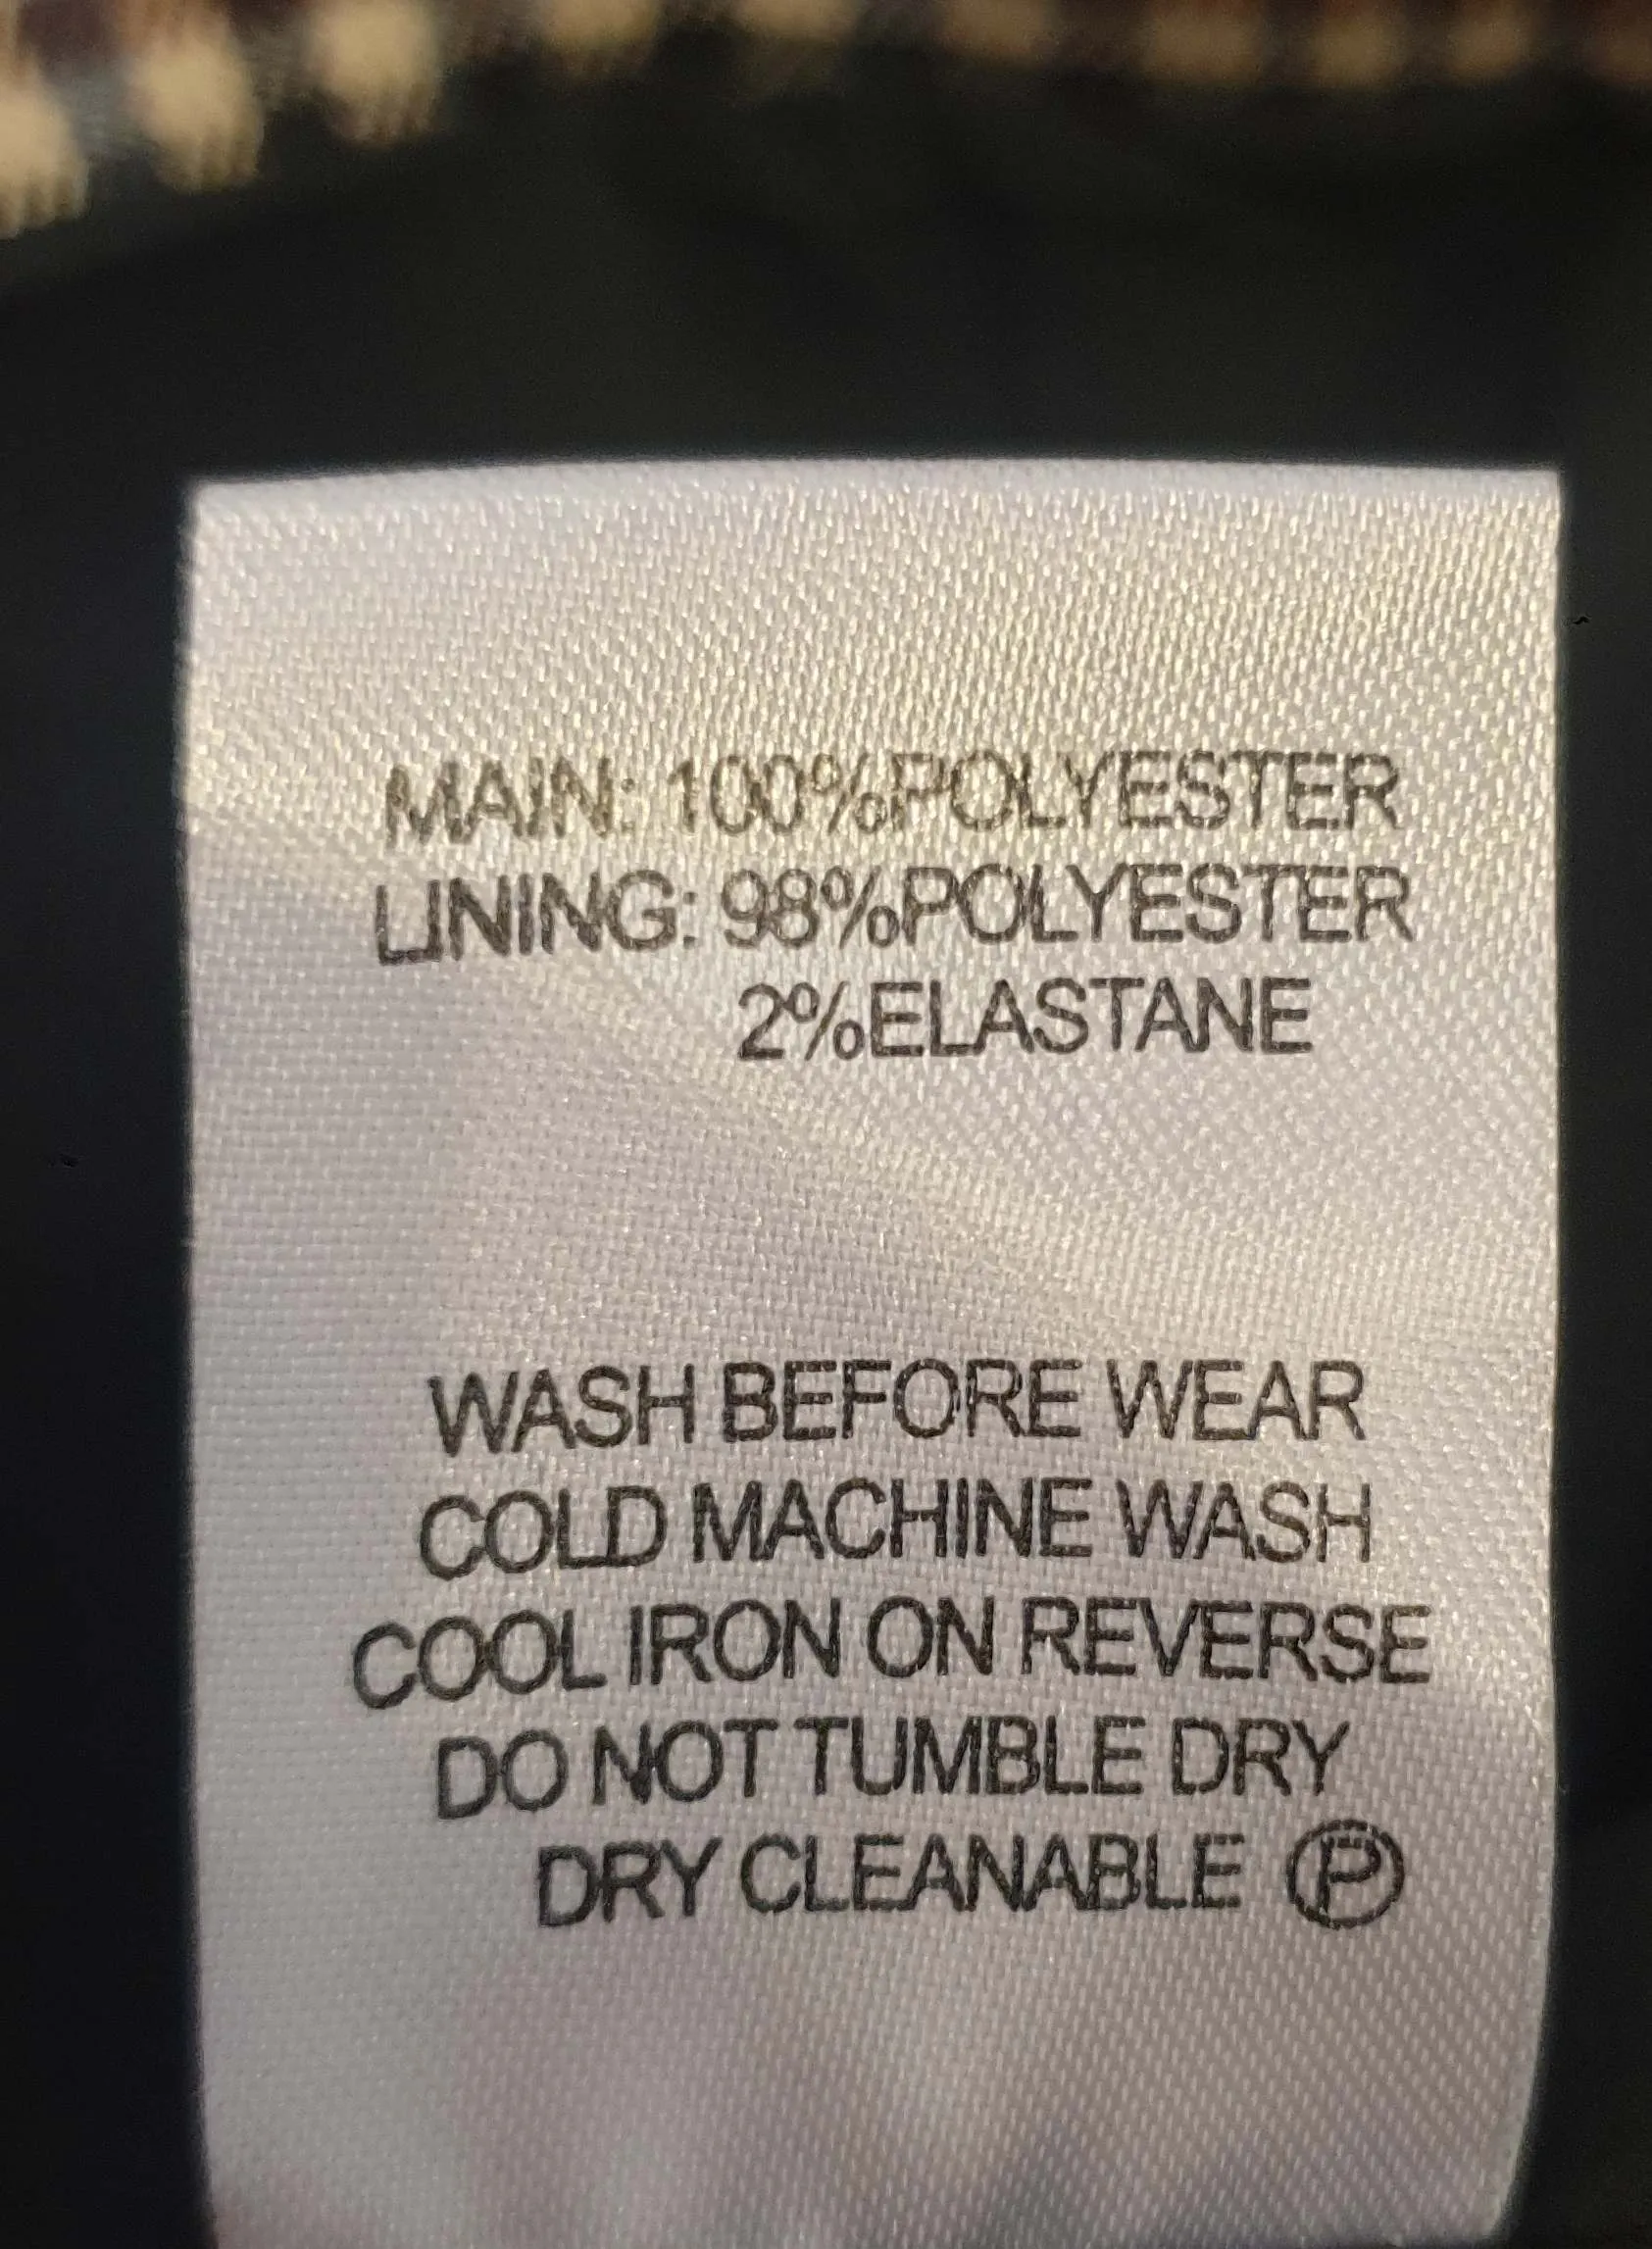 MAIN: 100%POLYESTER
LINING: 98%POLYESTER
2%ELASTANE
WASH BEFORE WEAR
COLD MACHINE WASH
COOL IRON ON REVERSE
DO NOT TUMBLE DRY
DRY CLEANABLE Ⓟ